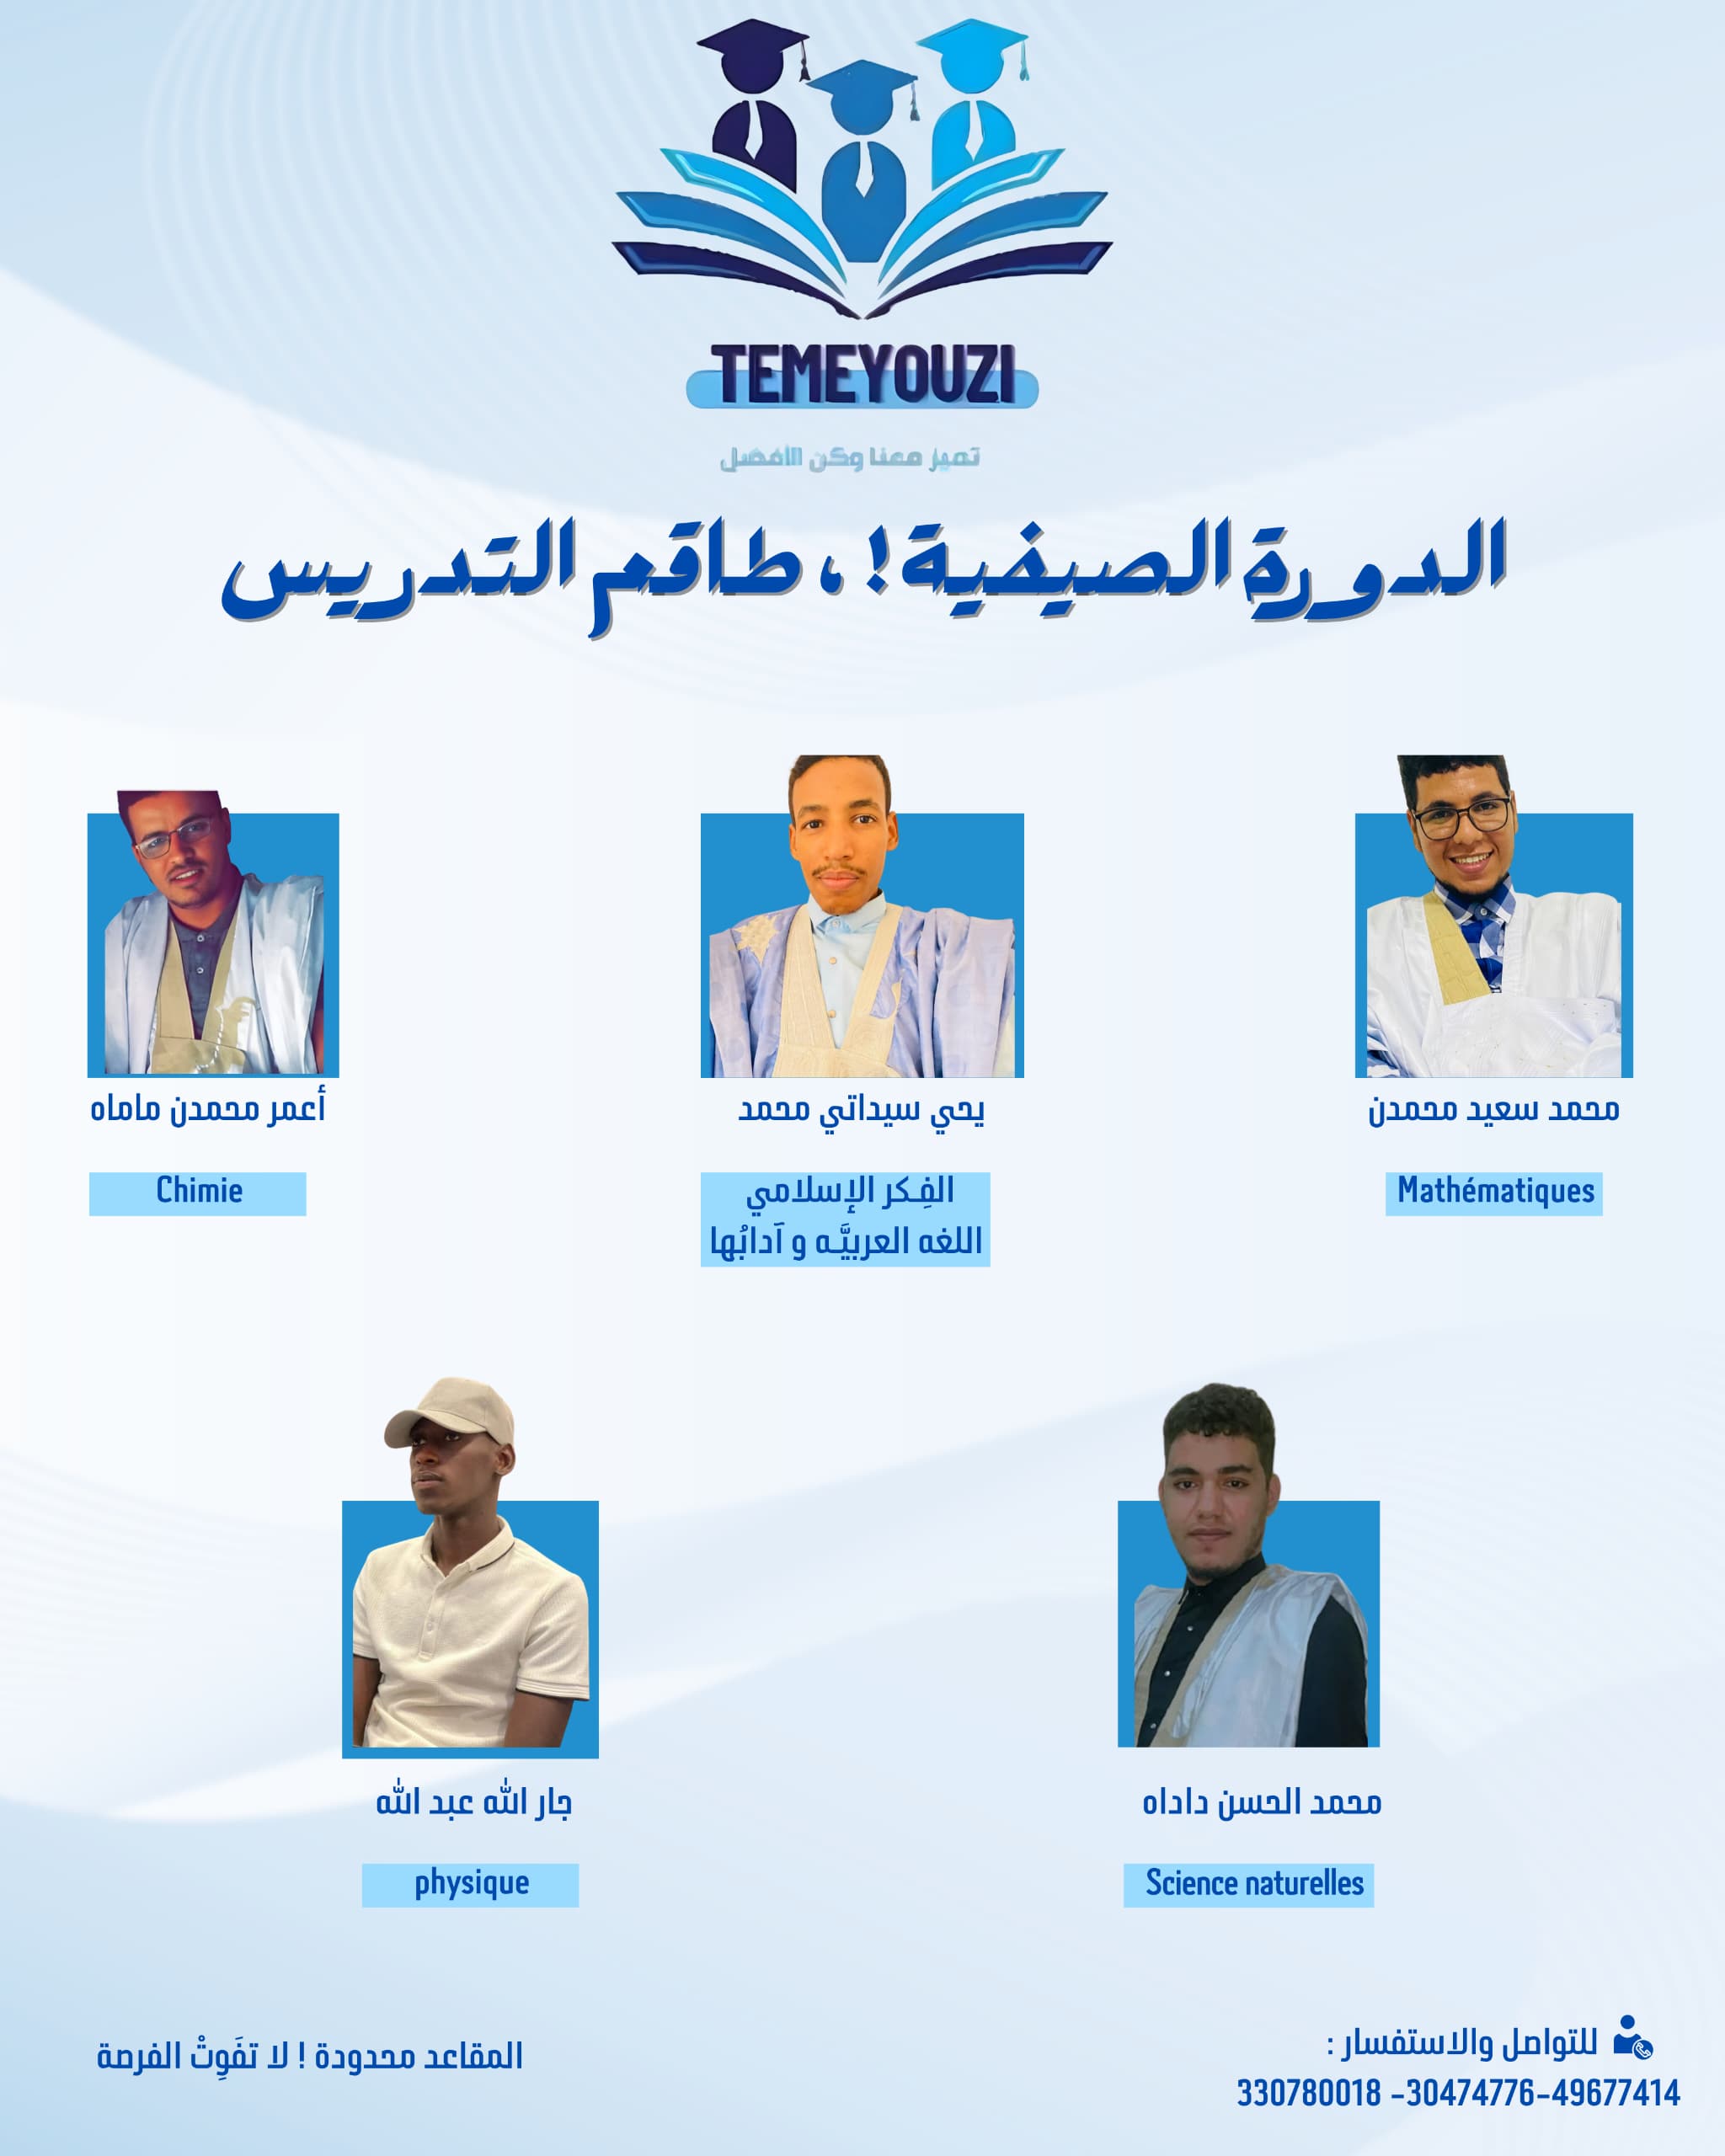 TEMEYOUZI
تميز معنا وكن الأفضل
الدورة الصيفية ! ، طاقم التدريس
محمد سعيد محمدن
Mathématiques
يحي سيداتي محمد
الفِكر الإسلامي
اللغه العربيَّه و آدابُها
أعمر محمدن ماماه
Chimie
محمد الحسن داداه
Science naturelles
جار الله عبد الله
physique
للتواصل والاستفسار :
330780018 -30474776-49677414
المقاعد محدودة ! لا تفَوِتْ الفرصة